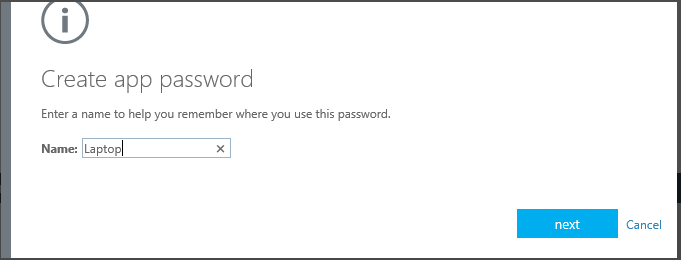 Create app password
Enter a name to help you remember where you use this password.
Name: Laptop
next Cancel